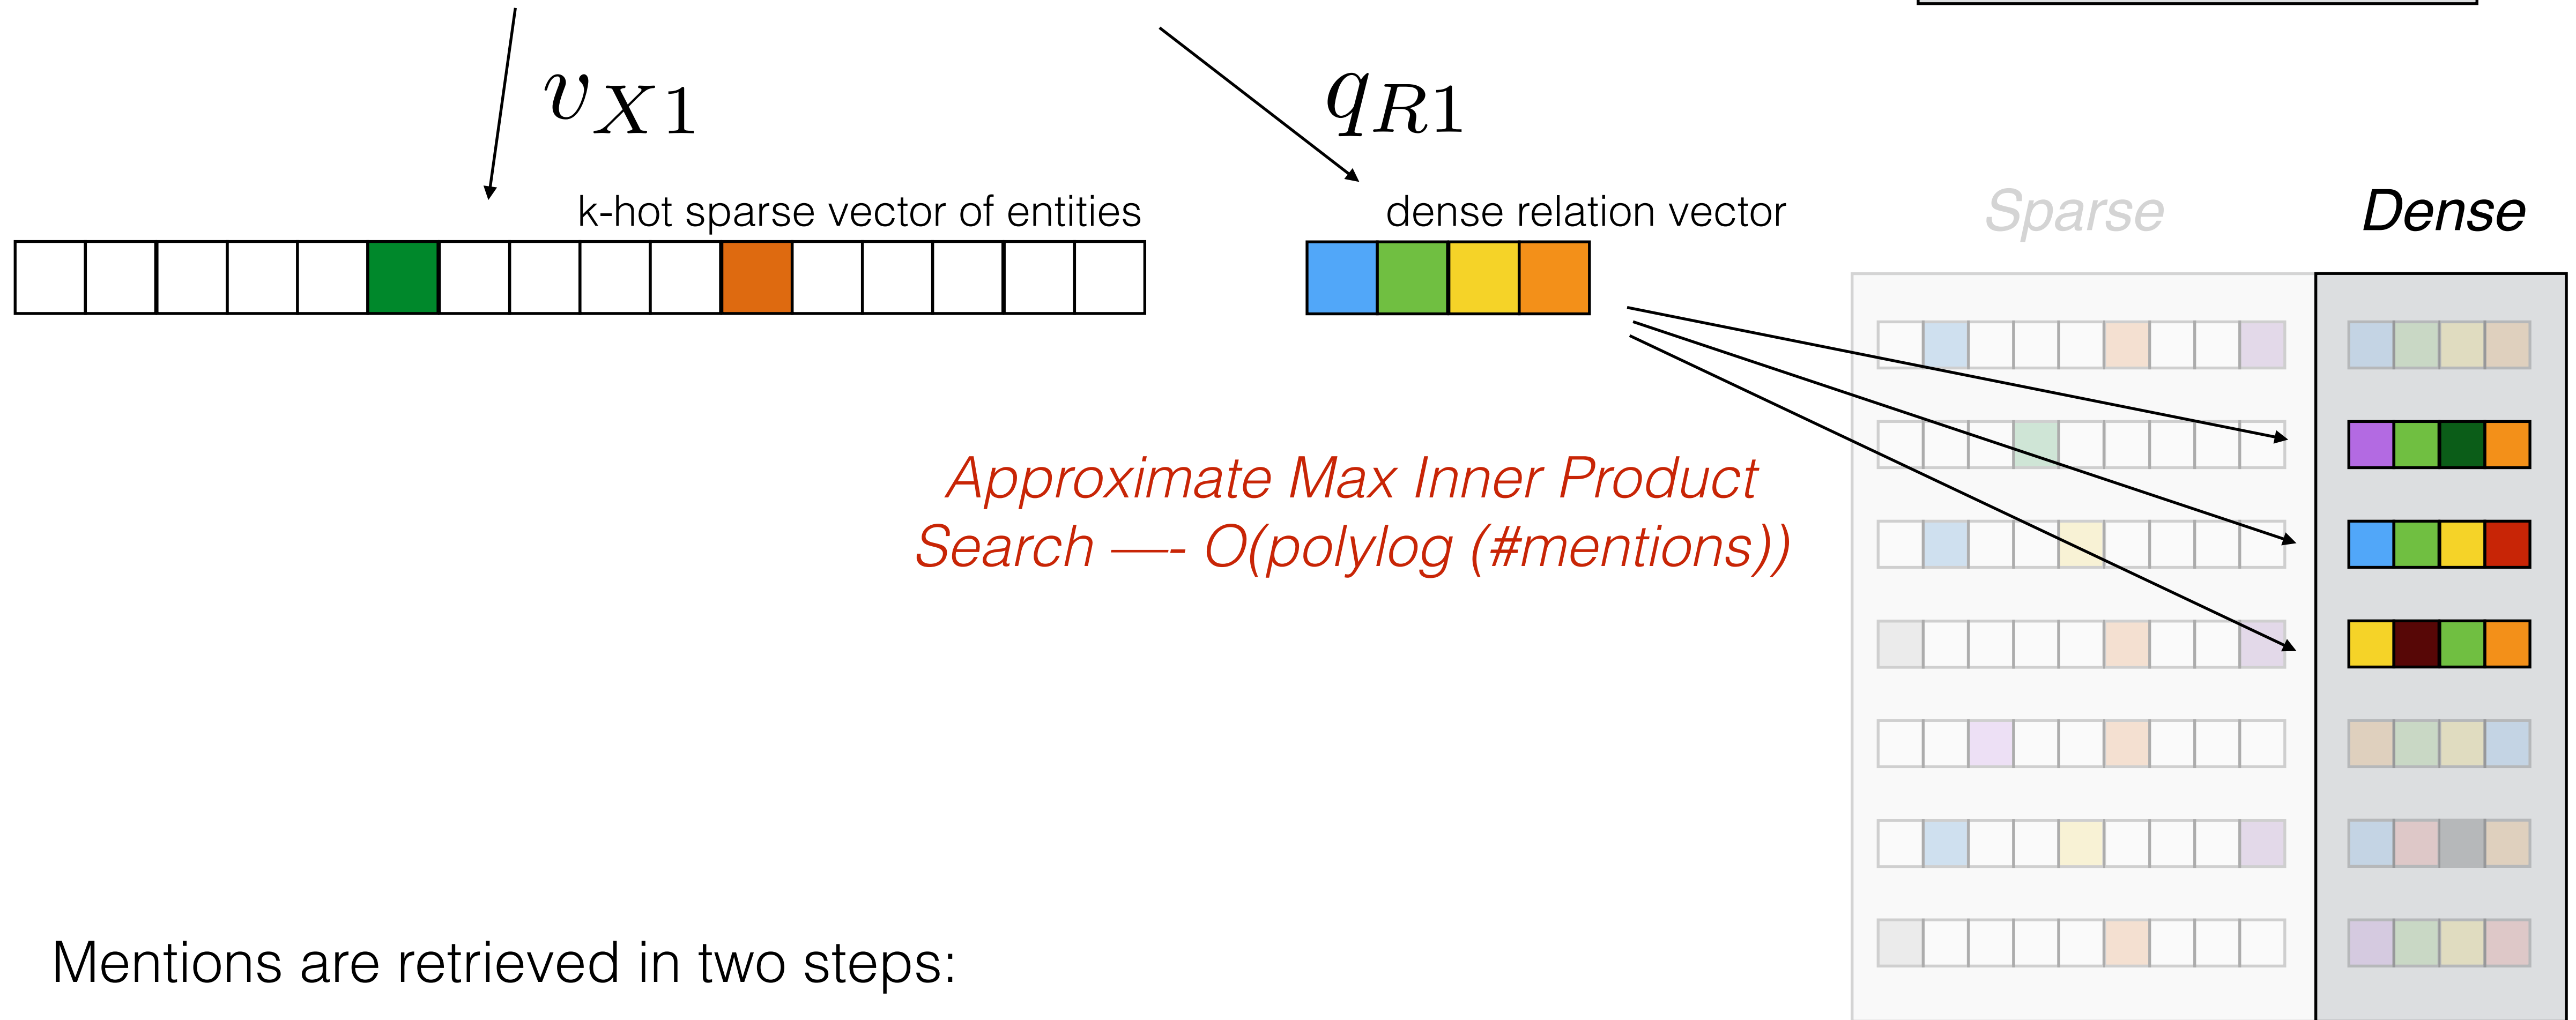 v_{X1}
q_{R1}
k-hot sparse vector of entities
dense relation vector
Sparse
Dense
Approximate Max Inner Product
Search —- O(polylog (#mentions))
Mentions are retrieved in two steps: